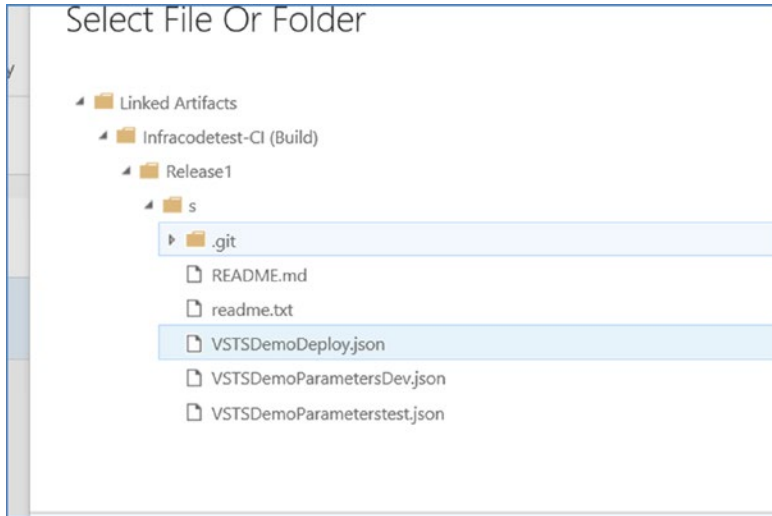 Select File Or Folder
y
Linked Artifacts
Infracodetest-CI (Build)
Release1
s
.git
README.md
readme.txt
VSTSDemoDeploy.json
VSTSDemoParametersDev.json
VSTSDemoParameterstest.json